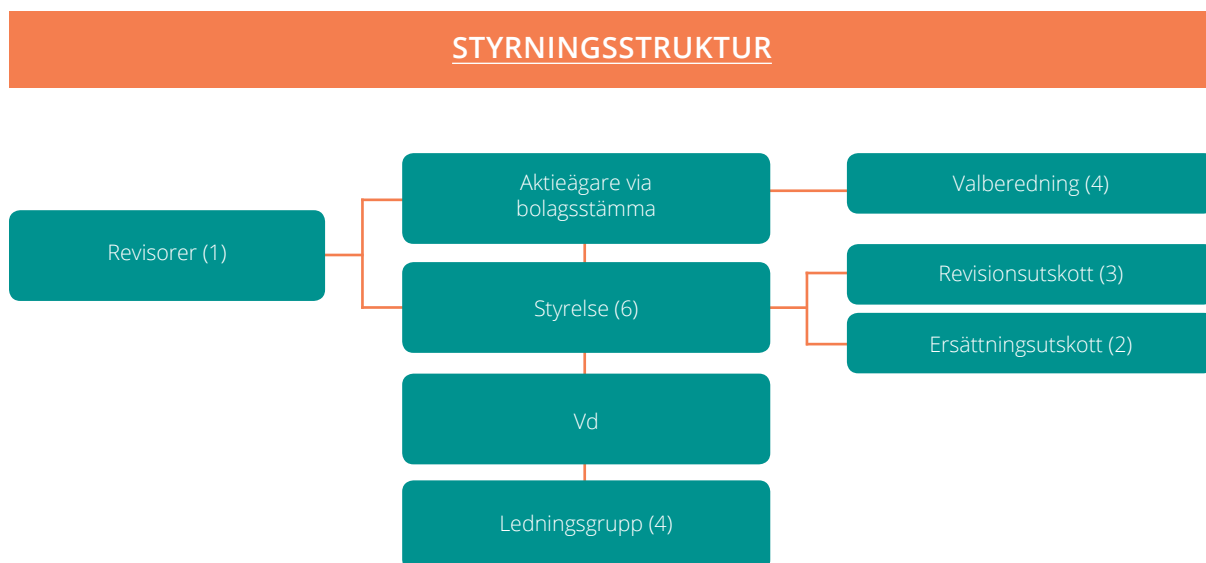 STYRNINGSSTRUKTUR
Aktieägare via
bolagsstämma
Valberedning (4)
Revisorer (1)
Revisionsutskott (3)
Styrelse (6)
Ersättningsutskott (2)
Vd
Ledningsgrupp (4)